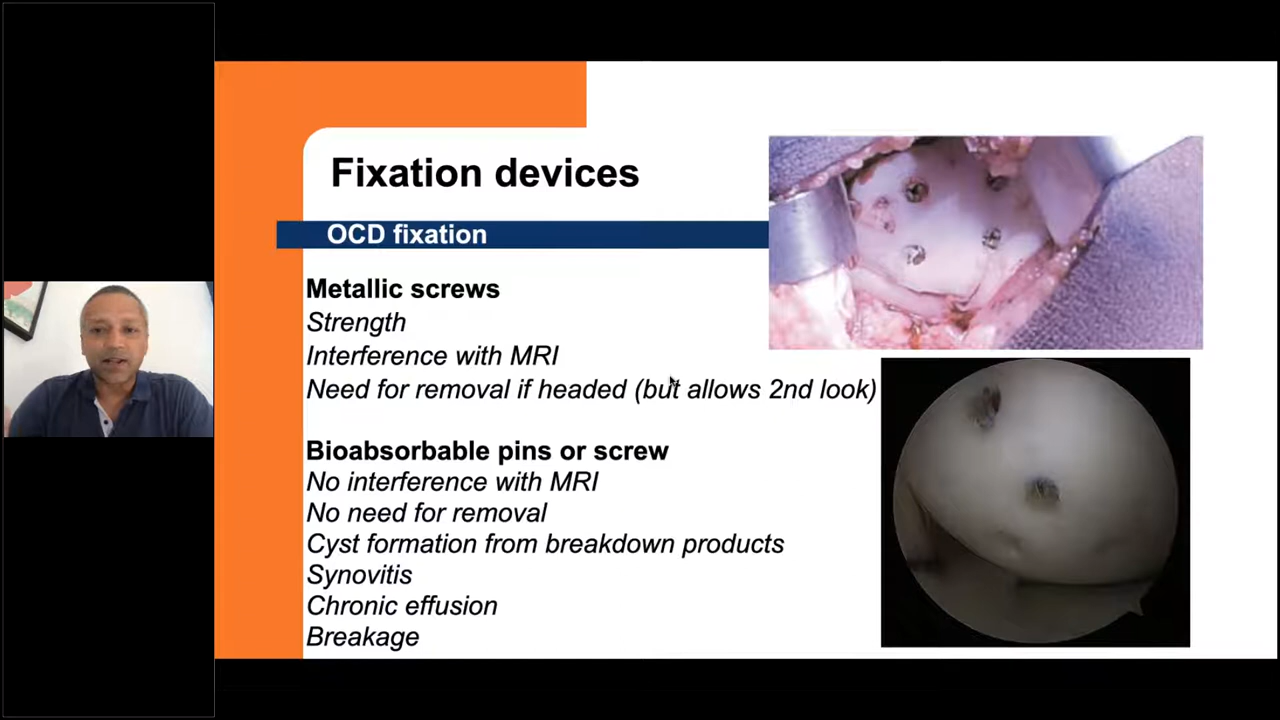 Fixation devices
OCD fixation
Metallic screws
Strength
Interference with MRI
Need for removal if headed (but allows 2nd look)
Bioabsorbable pins or screw
No interference with MRI
No need for removal
Cyst formation from breakdown products
Synovitis
Chronic effusion
Breakage